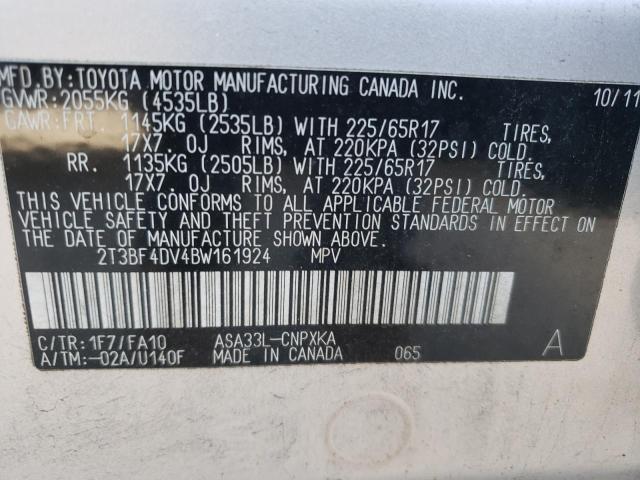 MFD.BY:TOYOTA MOTOR MANUFACTURING CANADA INC. 10/11
GVWR:2055KG (4535LB)
GAWR:FRT. 1145KG (2535LB) WITH 225/65R17 TIRES,
17X7.0J RIMS, AT 220KPA (32PSI) COLD.
RR. 1135KG (2505LB) WITH 225/65R17 TIRES,
17X7.0J RIMS, AT 220KPA (32PSI) COLD.
THIS VEHICLE CONFORMS TO ALL APPLICABLE FEDERAL MOTOR
VEHICLE SAFETY AND THEFT PREVENTION STANDARDS IN EFFECT ON
THE DATE OF MANUFACTURE SHOWN ABOVE.
2T3BF4DV4BW161924 MPV
C/TR:1F7/FA10 ASA33L-CNPXKA A
A/TM:-02A/U140F MADE IN CANADA 065